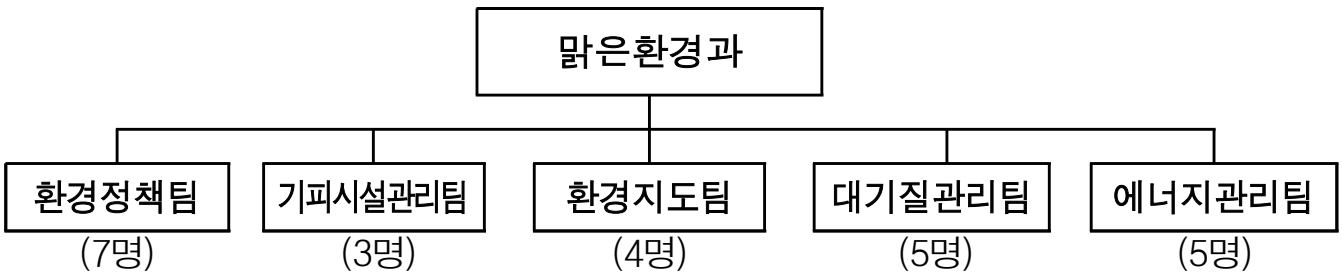 맑은환경과
환경정책팀 기피시설관리팀 환경지도팀 대기질관리팀 에너지관리팀
(7명) (3명) (4명) (5명) (5명)